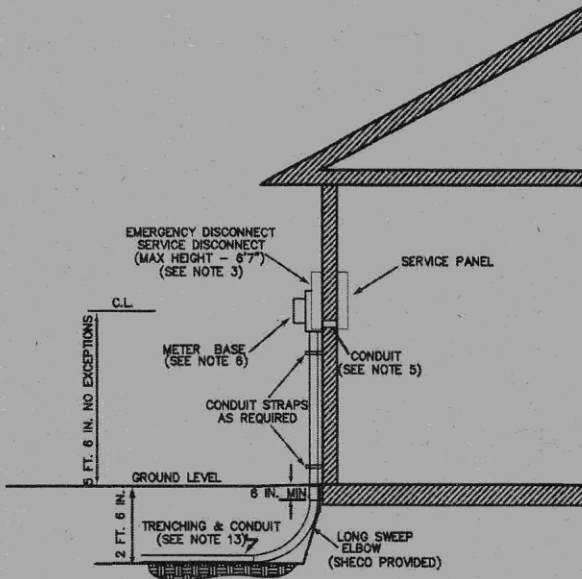 EMERGENCY DISCONNECT
SERVICE DISCONNECT
(MAX HEIGHT - 6'7")
(SEE NOTE 3)
SERVICE PANEL
C.L.
METER BASE
(SEE NOTE 6)
CONDUIT
(SEE NOTE 5)
5 FT. 6 IN. NO EXCEPTIONS
CONDUIT STRAPS
AS REQUIRED
GROUND LEVEL
6 IN. MIN
2 FT. 6 IN.
TRENCHING & CONDUIT
(SEE NOTE 13)
LONG SWEEP
ELBOW
(SHECO PROVIDED)